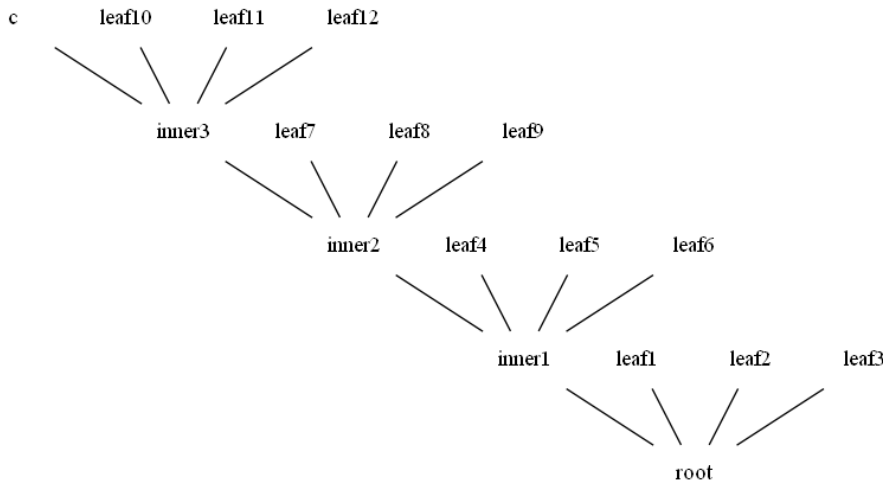 c leaf10 leaf11 leaf12
inner3 leaf7 leaf8 leaf9
inner2 leaf4 leaf5 leaf6
inner1 leaf1 leaf2 leaf3
root